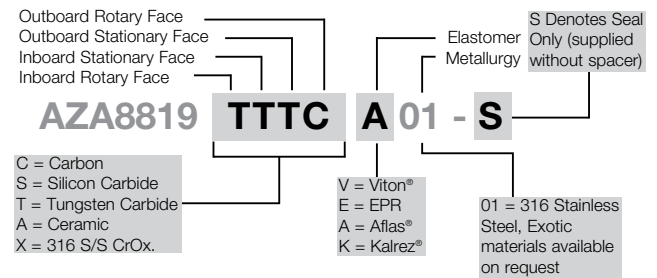 Outboard Rotary Face
Outboard Stationary Face
Inboard Stationary Face
Inboard Rotary Face
Elastomer
Metallurgy
S Denotes Seal
Only (supplied
without spacer)
AZA8819 TTTC A 01 - S
C = Carbon
S = Silicon Carbide
T = Tungsten Carbide
A = Ceramic
X = 316 S/S CrOx.
V = Viton®
E = EPR
A = Aflas®
K = Kalrez®
01 = 316 Stainless
Steel, Exotic
materials available
on request